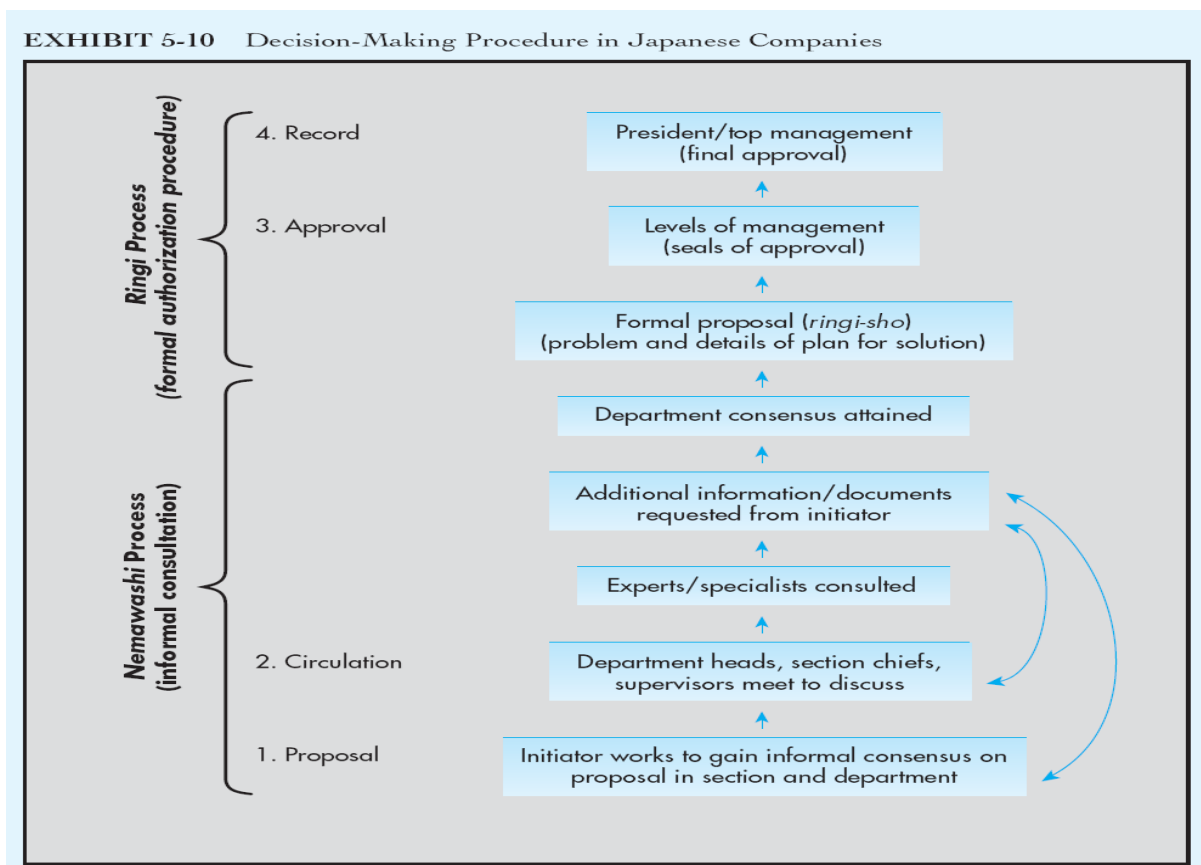 EXHIBIT 5-10 Decision-Making Procedure in Japanese Companies
Ringi Process
(formal authorization procedure)
4. Record
President/top management
(final approval)
3. Approval
Levels of management
(seals of approval)
Formal proposal (ringi-sho)
(problem and details of plan for solution)
Nemawashi Process
(informal consultation)
Department consensus attained
Additional information/documents
requested from initiator
Experts/specialists consulted
2. Circulation
Department heads, section chiefs,
supervisors meet to discuss
1. Proposal
Initiator works to gain informal consensus on
proposal in section and department